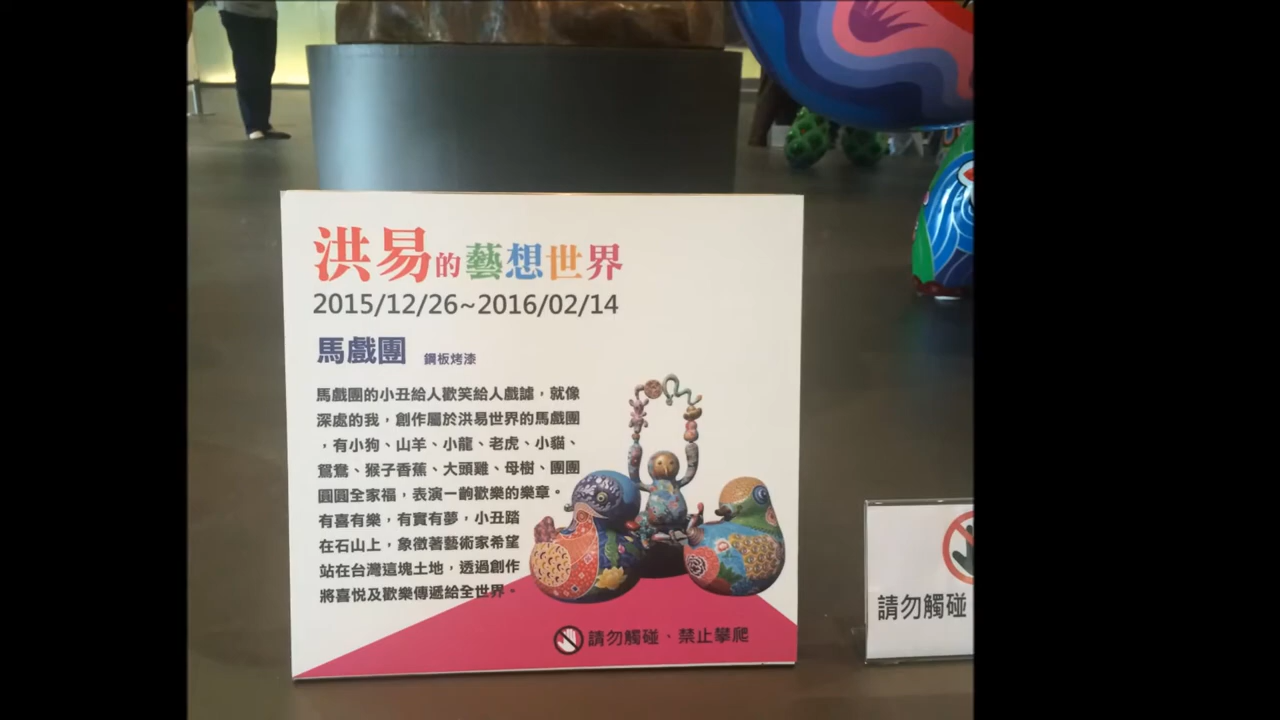 洪易的藝想世界
2015/12/26~2016/02/14
馬戲團 鋼板烤漆
馬戲團的小丑給人歡笑給人戲謔，就像
深處的我，創作屬於洪易世界的馬戲團
，有小狗、山羊、小龍、老虎、小貓、
鴛鴦、猴子香蕉、大頭雞、母樹、團團
圓圓全家福，表演一齣歡樂的樂章。
有喜有樂，有實有夢，小丑踏
在石山上，象徵著藝術家希望
站在台灣這塊土地，透過創作
將喜悅及歡樂傳遞給全世界。
請勿觸碰、禁止攀爬
請勿觸碰